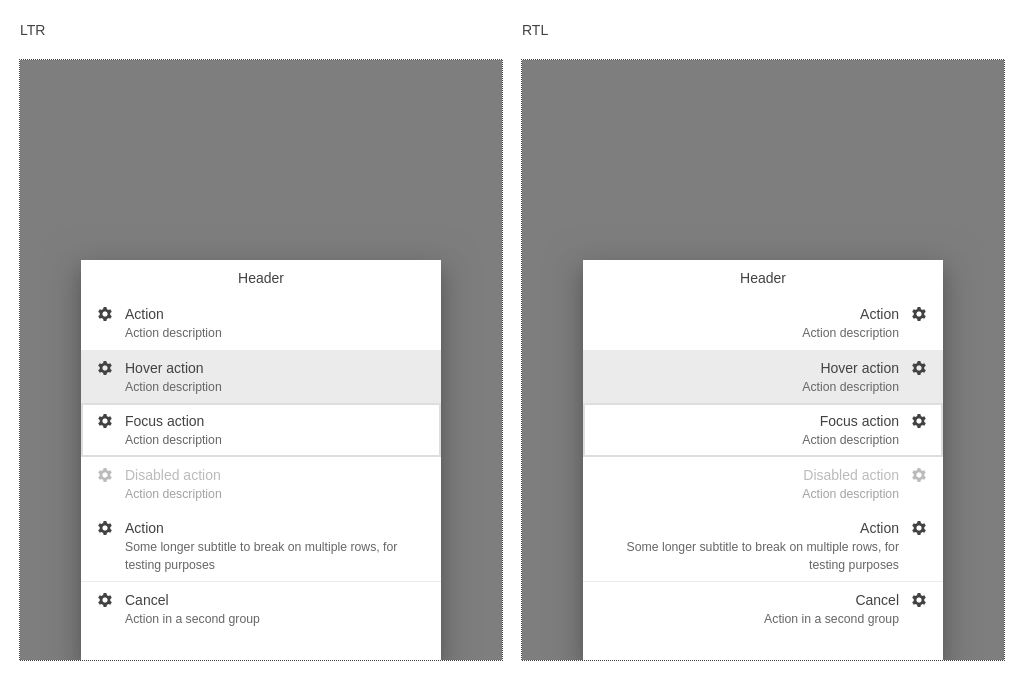 LTR
Header
Action
Action description
Hover action
Action description
Focus action
Action description
Disabled action
Action description
Action
Some longer subtitle to break on multiple rows, for
testing purposes
Cancel
Action in a second group
RTL
Header
Action
Action description
Hover action
Action description
Focus action
Action description
Disabled action
Action description
Action
Some longer subtitle to break on multiple rows, for
testing purposes
Cancel
Action in a second group